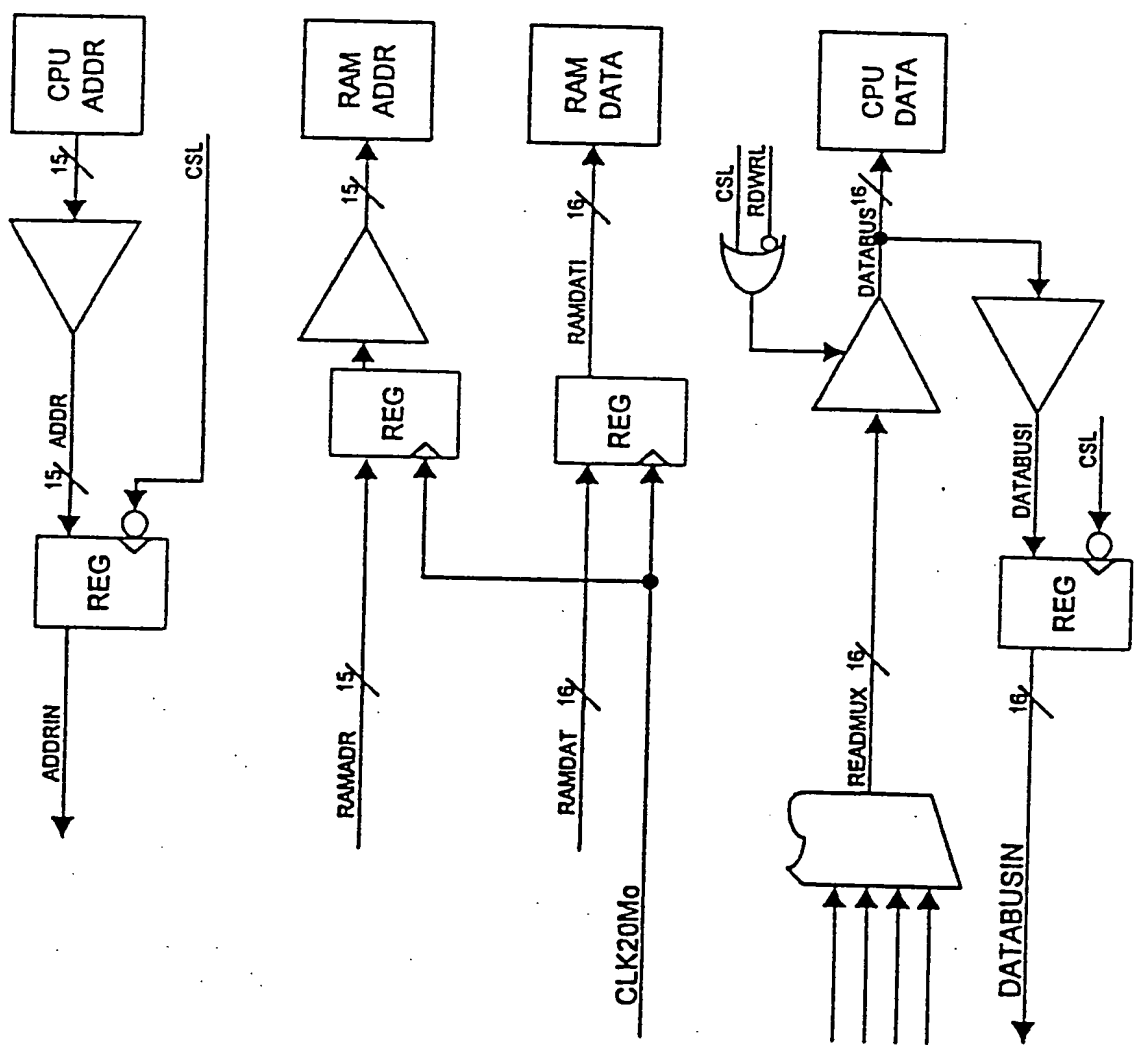 CPU
ADDR
15
CSL
15
ADDR
REG
ADDRIN
RAM
ADDR
15
REG
15
RAMADR
RAM
DATA
16
RAMDATI
REG
16
RAMDAT
CLK20Mo
CSL
RDWRL
CPU
DATA
16
DATABUS
READMUX
16
DATABUSI
CSL
REG
16
DATABUSIN